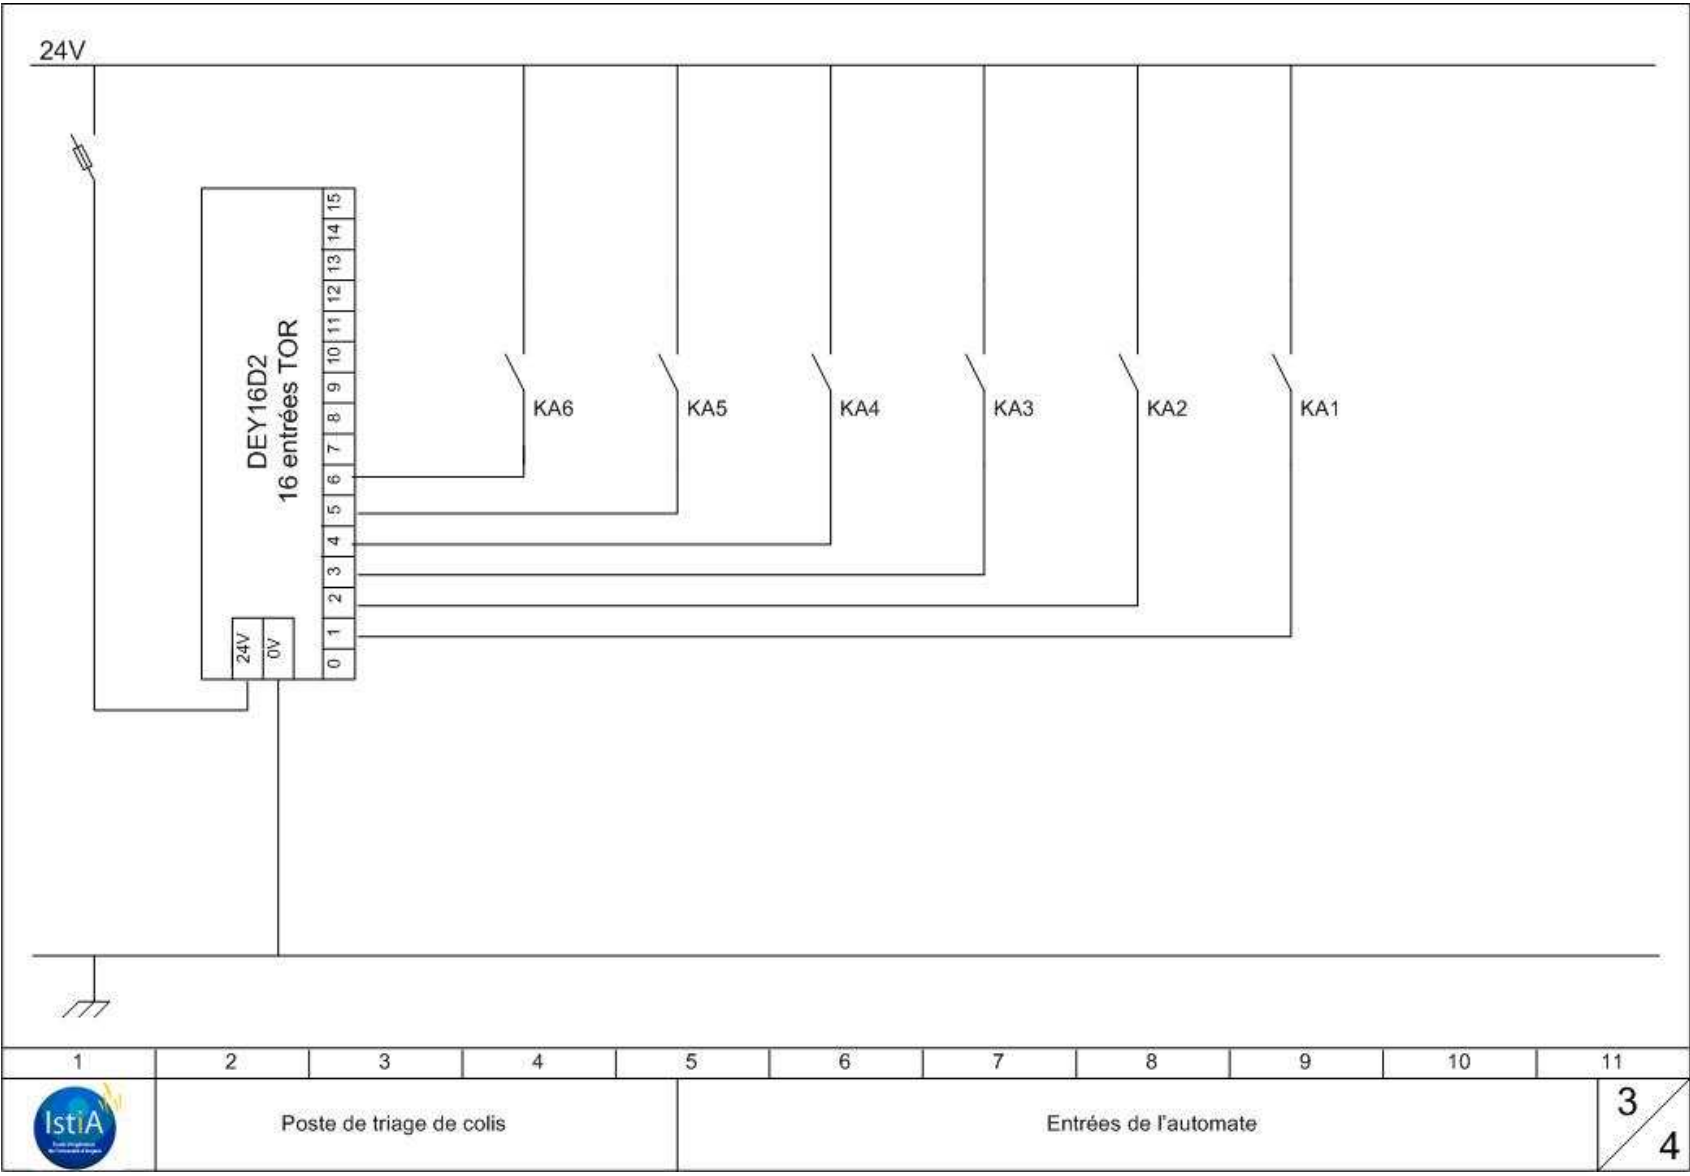 24V
15
14
13
12
11
10
9
8
7
6
5
4
3
2
1
0
DEY16D2
16 entrées TOR
24V
0V
KA6
KA5
KA4
KA3
KA2
KA1
1 2 3 4 5 6 7 8 9 10 11
IstiA
Poste de triage de colis
Entrées de l'automate
3
4